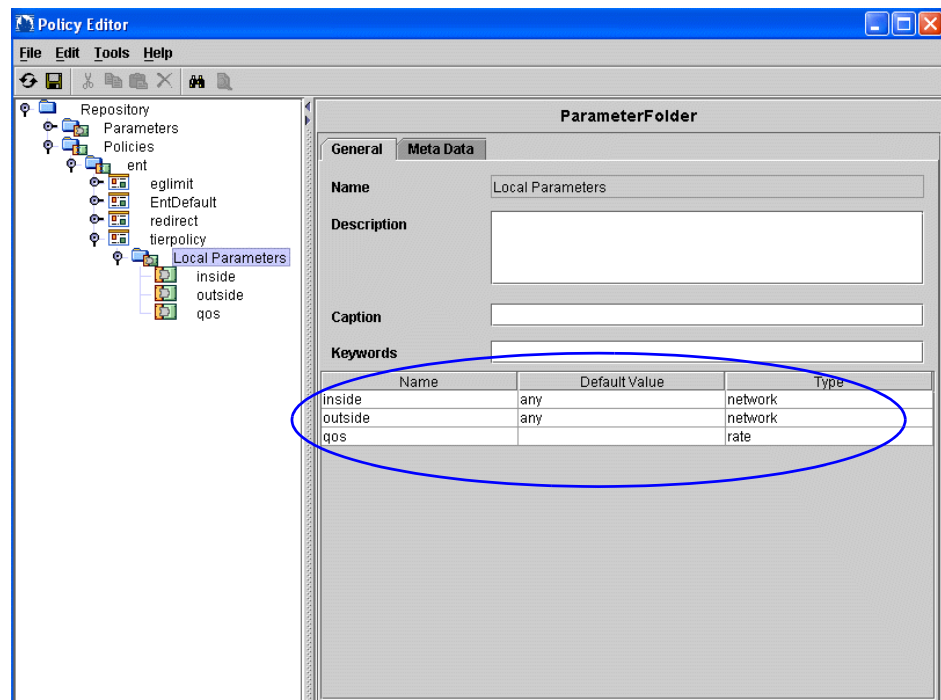 Policy Editor
File Edit Tools Help
Repository
Parameters
Policies
ent
eglimit
EntDefault
redirect
tierpolicy
Local Parameters
inside
outside
qos
ParameterFolder
General Meta Data
Name Local Parameters
Description
Caption
Keywords
Name Default Value Type
inside any network
outside any network
qos rate